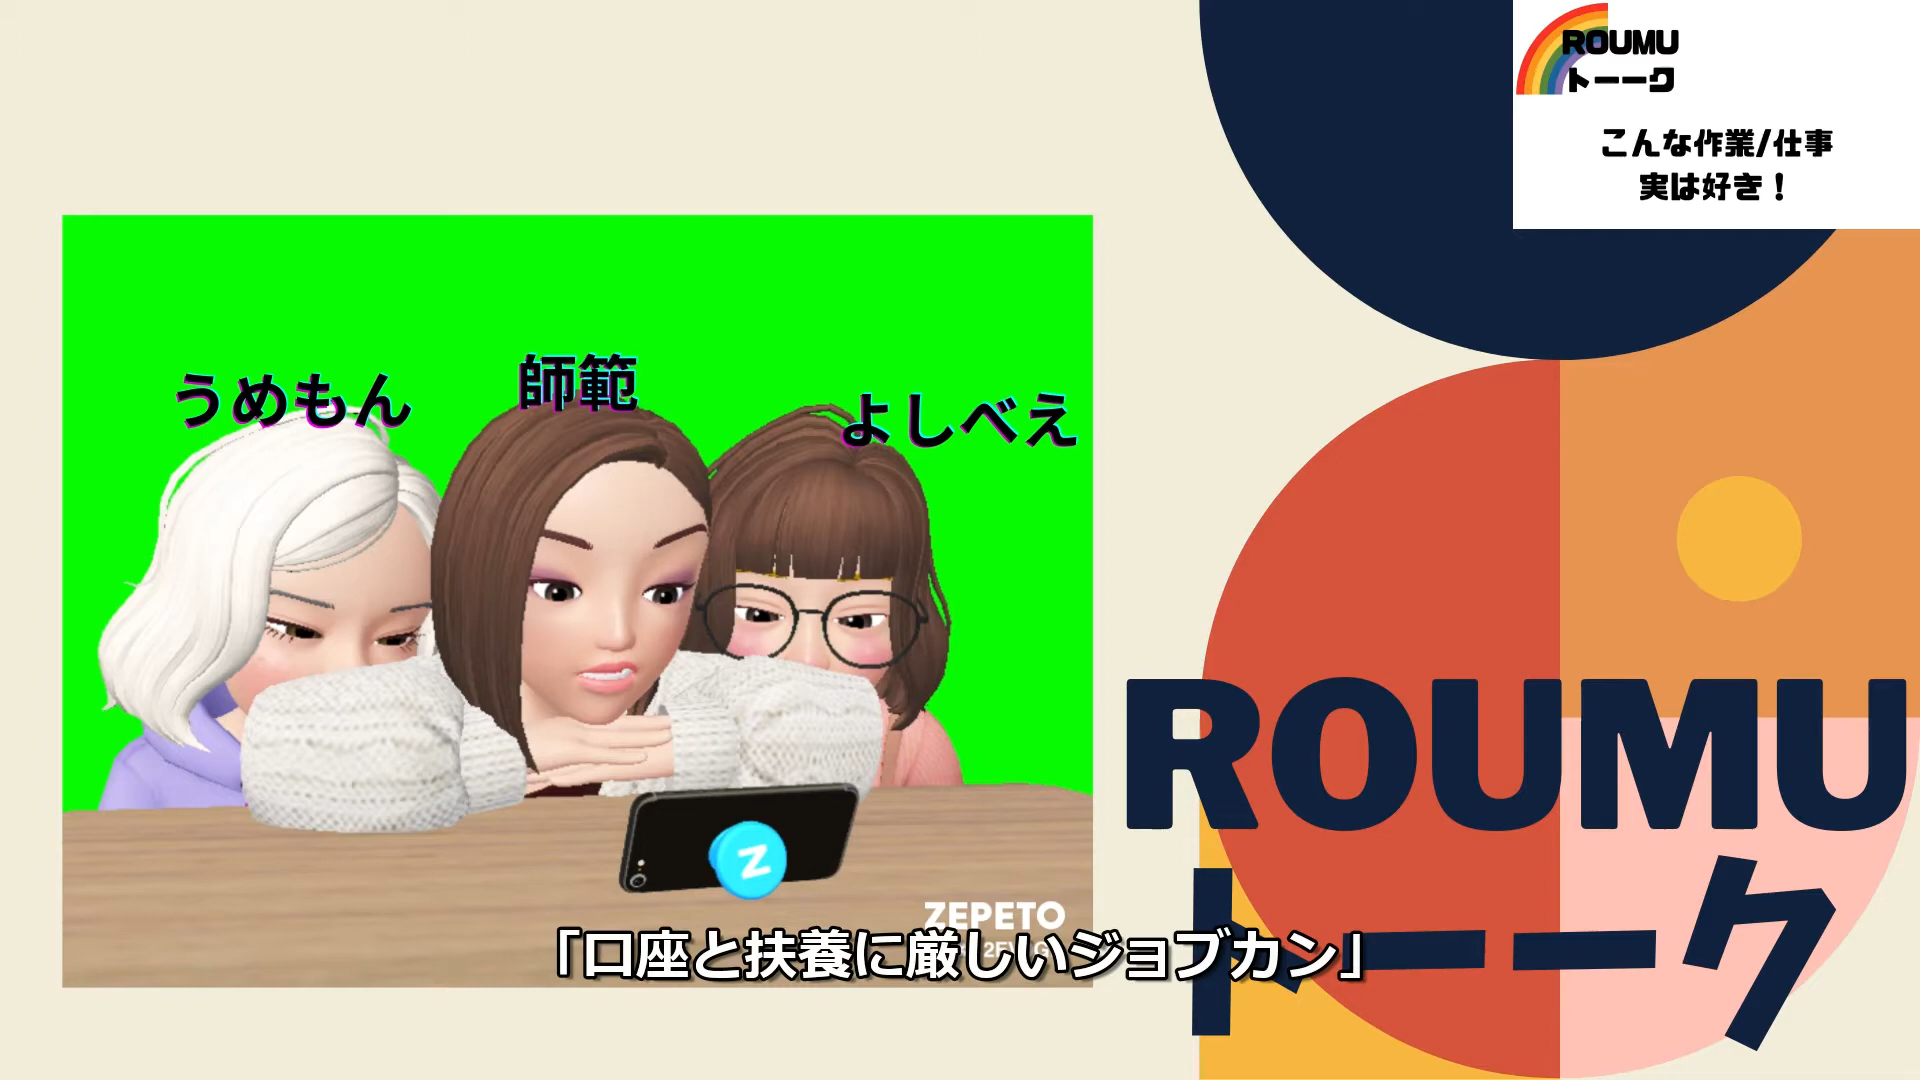 ROUMU
トーーク
こんな作業/仕事
実は好き！
うめもん
師範
よしべえ
ROUMU
トーーク
Z
ZEPETO
「口座と扶養に厳しいジョブカン」